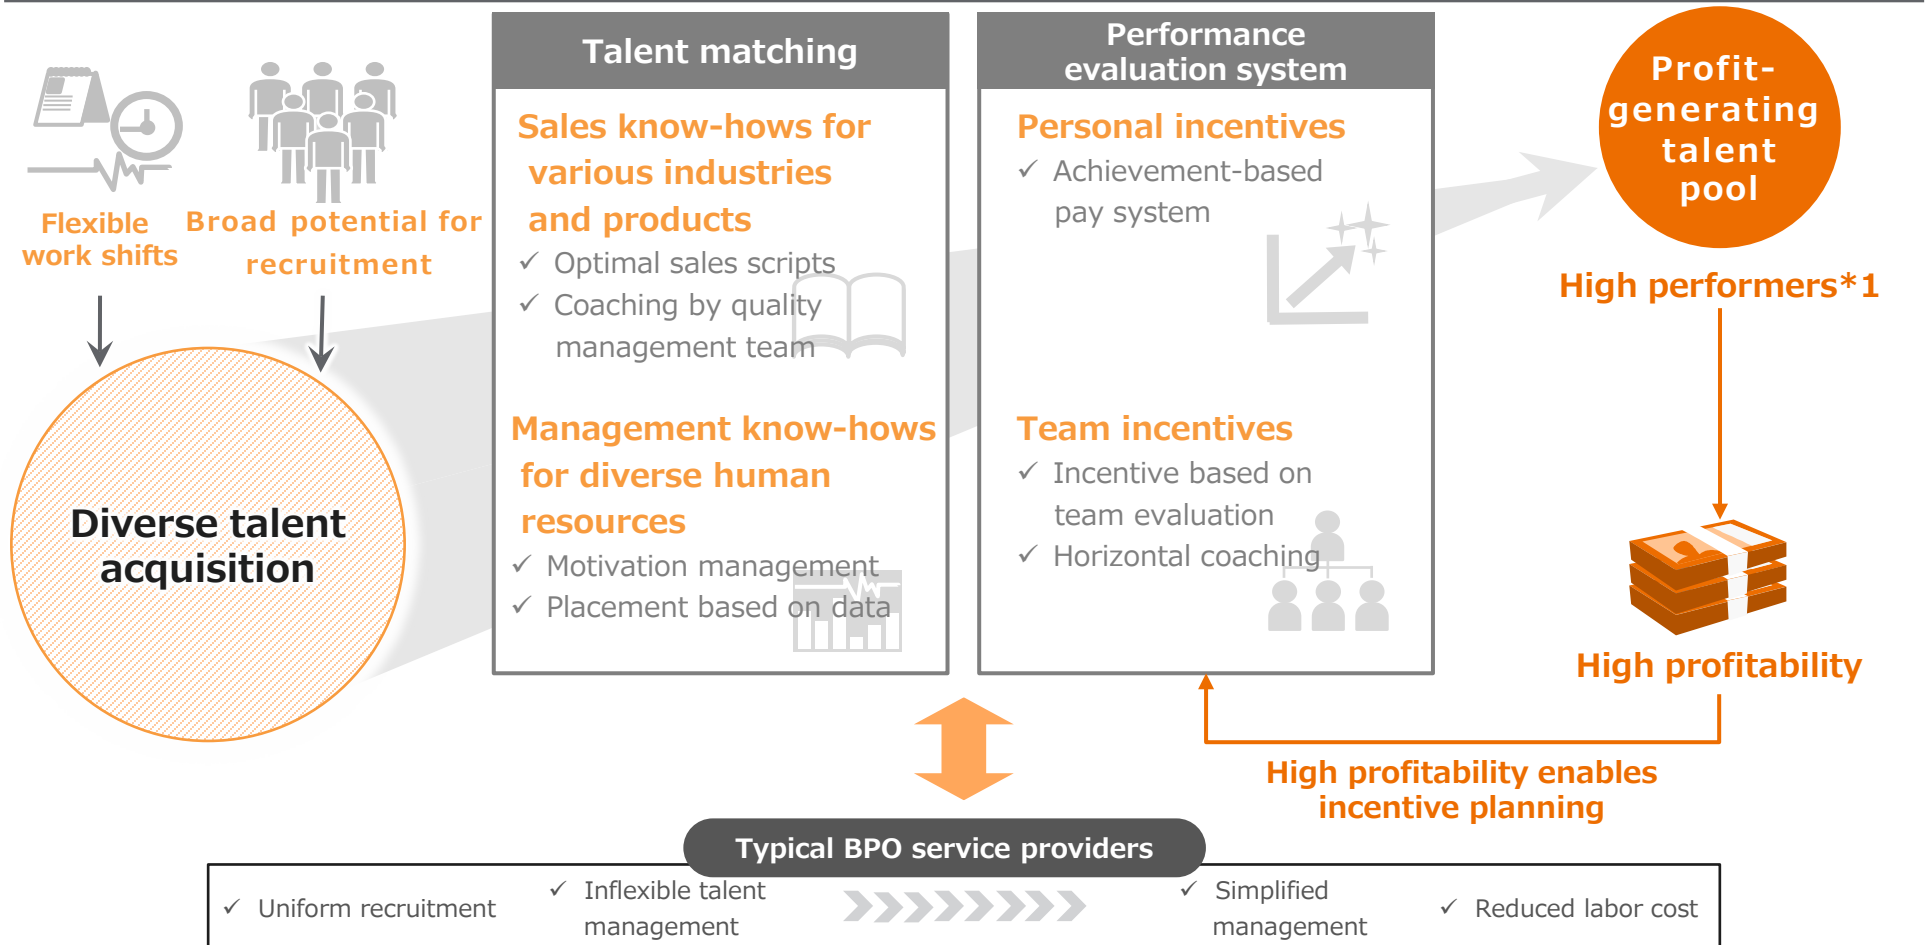 Flexible
work shifts
Broad potential for
recruitment
Diverse talent
acquisition
Talent matching
Sales know-hows for
various industries
and products
✓ Optimal sales scripts
✓ Coaching by quality
management team
Management know-hows
for diverse human
resources
✓ Motivation management
✓ Placement based on data
Performance
evaluation system
Personal incentives
✓ Achievement-based
pay system
Team incentives
✓ Incentive based on
team evaluation
✓ Horizontal coaching
Profit-
generating
talent
pool
High performers*1
High profitability
High profitability enables
incentive planning
Typical BPO service providers
✓ Uniform recruitment
✓ Inflexible talent
management
✓ Simplified
management
✓ Reduced labor cost